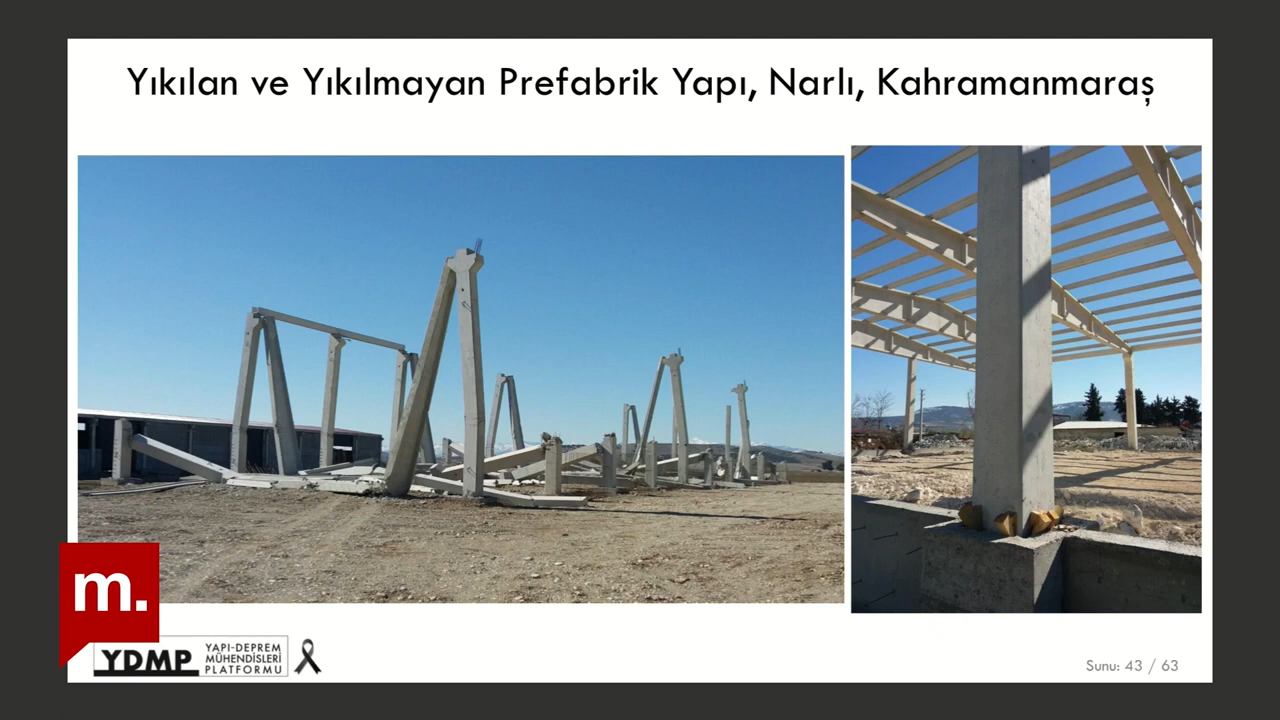 Yıkılan ve Yıkılmayan Prefabrik Yapı, Narlı, Kahramanmaraş
m.
YDMP
YAPI-DEPREM
MÜHENDİSLERİ
PLATFORMU
Sunu: 43 / 63